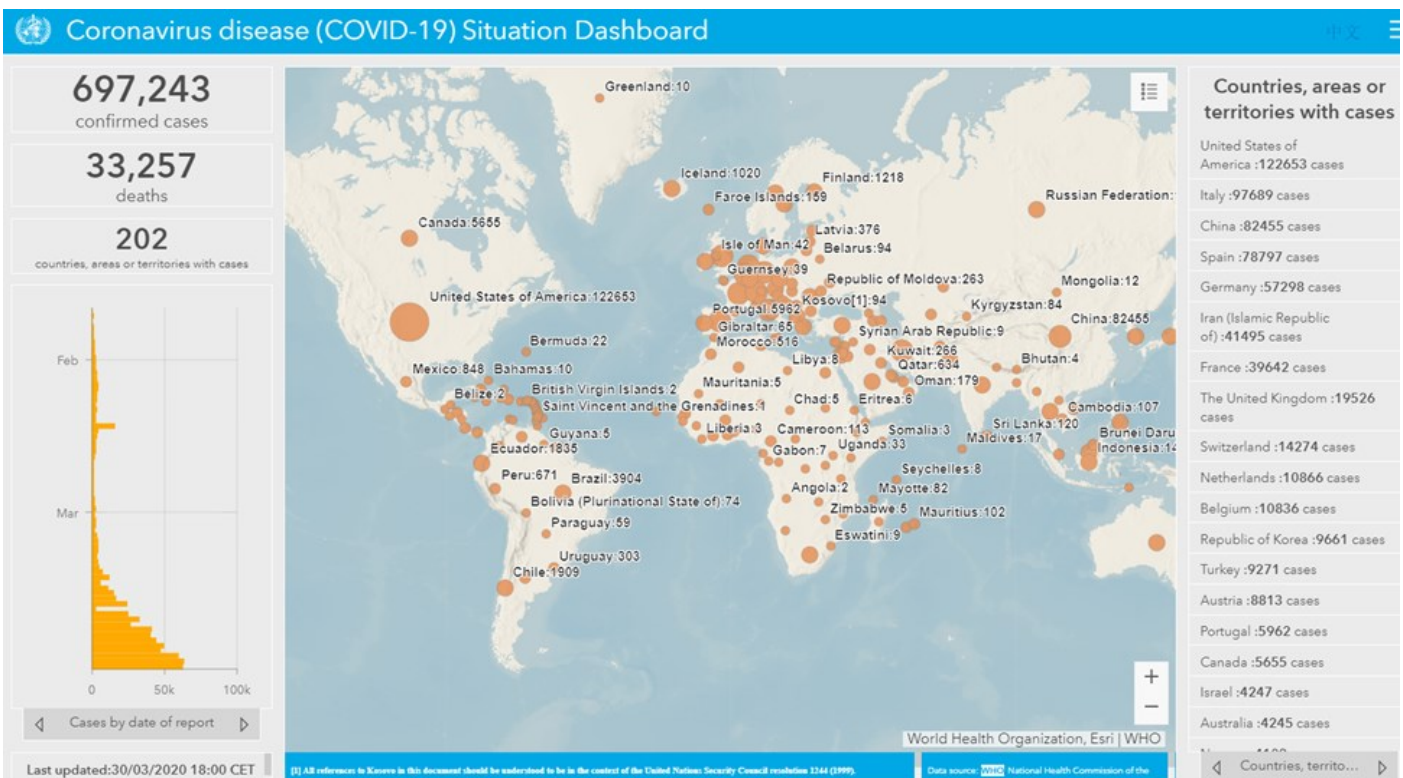 Coronavirus disease (COVID-19) Situation Dashboard
中文
697,243
confirmed cases
33,257
deaths
202
countries, areas or territories with cases
Feb
Mar
0 50k 100k
Cases by date of report
Last updated:30/03/2020 18:00 CET
Greenland:10
Iceland:1020
Finland:1218
Faroe Islands:159
Russian Federation:
Canada:5655
Latvia:376
Isle of Man:42
Belarus:94
Guernsey:39
Republic of Moldova:263
Mongolia:12
United States of America:122653
Kosovo[1]:94
Kyrgyzstan:84
Portugal:5962
China:82455
Gibraltar:65
Syrian Arab Republic:9
Bermuda:22
Morocco:516
Kuwait:266
Libya:8
Bhutan:4
Qatar:634
Mexico:848
Bahamas:10
Mauritania:5
Oman:179
Belize:2
British Virgin Islands:2
Chad:5
Eritrea:6
Saint Vincent and the Grenadines:1
Cambodia:107
Liberia:3
Cameroon:113
Somalia:3
Sri Lanka:120
Guyana:5
Uganda:33
Maldives:17
Brunei Daru
Ecuador:1835
Gabon:7
Indonesia:14
Seychelles:8
Peru:671
Brazil:3904
Angola:2
Mayotte:82
Bolivia (Plurinational State of):74
Zimbabwe:5
Mauritius:102
Paraguay:59
Eswatini:9
Uruguay:303
Chile:1909
+
−
World Health Organization, Esri | WHO
[1] All references to Kosovo in this document should be understood to be in the context of the United Nations Security Council resolution 1244 (1999).
Data source: WHO National Health Commission of the
Countries, areas or
territories with cases
United States of
America :122653 cases
Italy :97689 cases
China :82455 cases
Spain :78797 cases
Germany :57298 cases
Iran (Islamic Republic
of) :41495 cases
France :39642 cases
The United Kingdom :19526
cases
Switzerland :14274 cases
Netherlands :10866 cases
Belgium :10836 cases
Republic of Korea :9661 cases
Turkey :9271 cases
Austria :8813 cases
Portugal :5962 cases
Canada :5655 cases
Israel :4247 cases
Australia :4245 cases
Countries, territo...